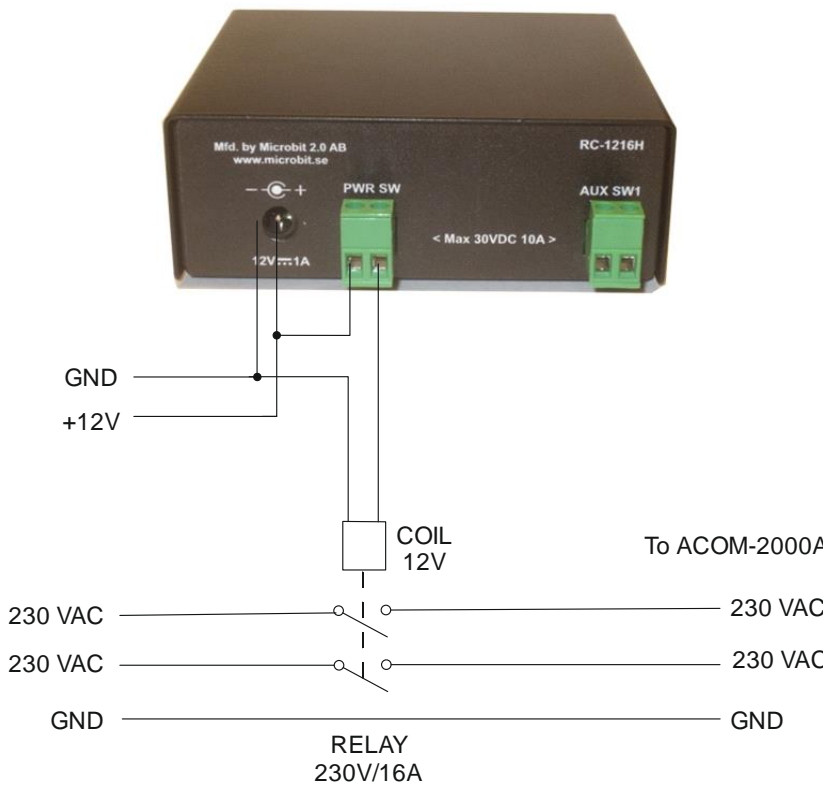 Mfd. by Microbit 2.0 AB
www.microbit.se
RC-1216H
- +
PWR SW
AUX SW1
< Max 30VDC 10A >
12V⎓1A
GND
+12V
COIL
12V
To ACOM-2000A
230 VAC
230 VAC
230 VAC
230 VAC
GND
GND
RELAY
230V/16A